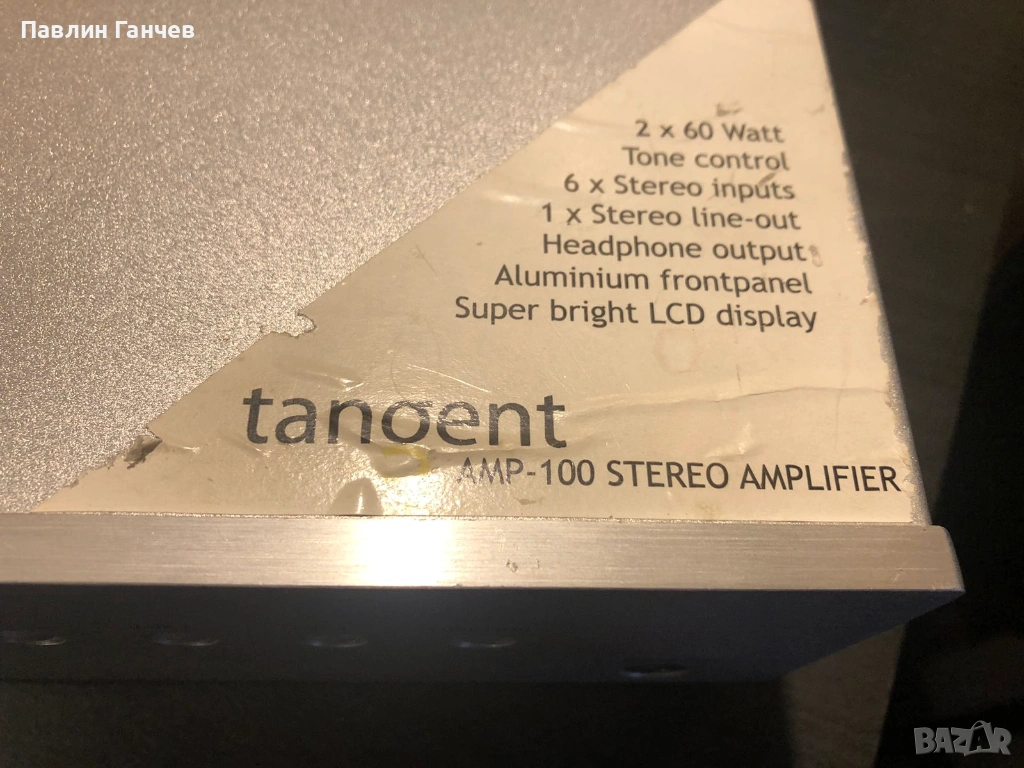 Павлин Ганчев
2 x 60 Watt
Tone control
6 x Stereo inputs
1 x Stereo line-out
Headphone output
Aluminium frontpanel
Super bright LCD display
tangent
AMP-100 STEREO AMPLIFIER
BAZAR